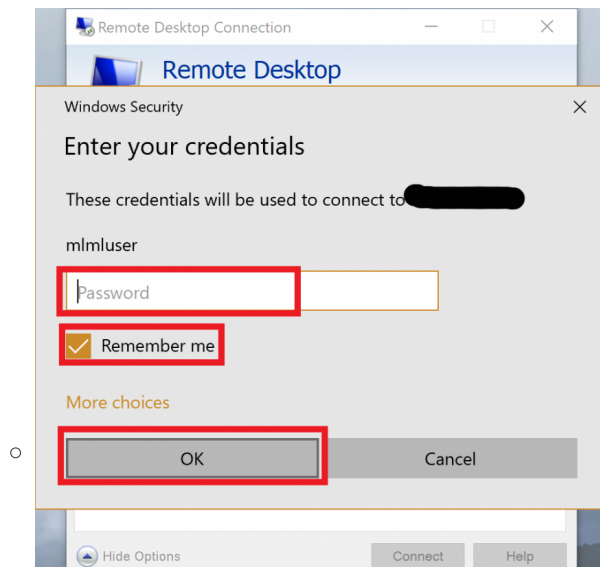 Remote Desktop Connection
Remote Desktop
Windows Security
Enter your credentials
These credentials will be used to connect to
mlmluser
Password
Remember me
More choices
OK Cancel
Hide Options Connect Help